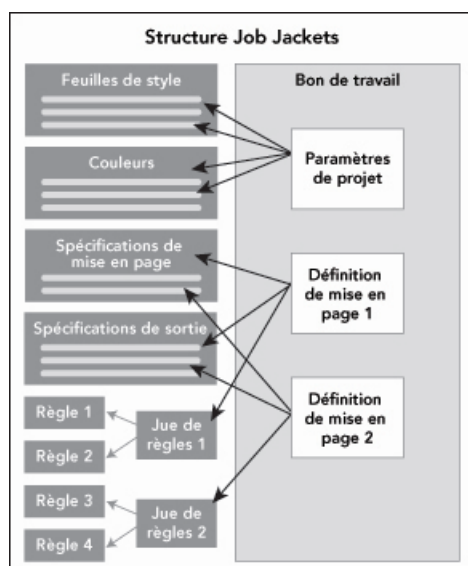 Structure Job Jackets
Feuilles de style
Couleurs
Spécifications de
mise en page
Spécifications de sortie
Règle 1
Règle 2
Jue de
règles 1
Règle 3
Règle 4
Jue de
règles 2
Bon de travail
Paramètres
de projet
Définition
de mise en
page 1
Définition
de mise en
page 2